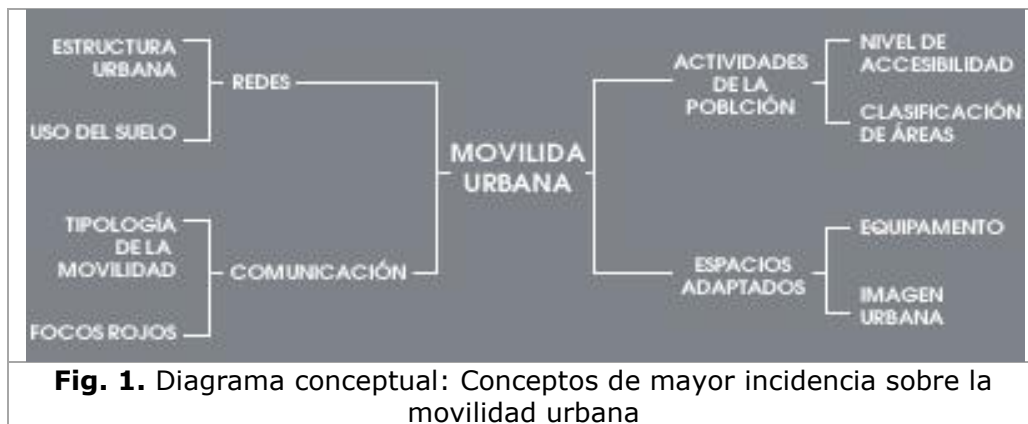 ESTRUCTURA
URBANA
USO DEL SUELO
REDES
TIPOLOGÍA
DE LA
MOVILIDAD
FOCOS ROJOS
COMUNICACIÓN
MOVILIDA
URBANA
ACTIVIDADES
DE LA
POBLCIÓN
NIVEL DE
ACCESIBILIDAD
CLASIFICACIÓN
DE ÁREAS
ESPACIOS
ADAPTADOS
EQUIPAMENTO
IMAGEN
URBANA
Fig. 1. Diagrama conceptual: Conceptos de mayor incidencia sobre la
movilidad urbana